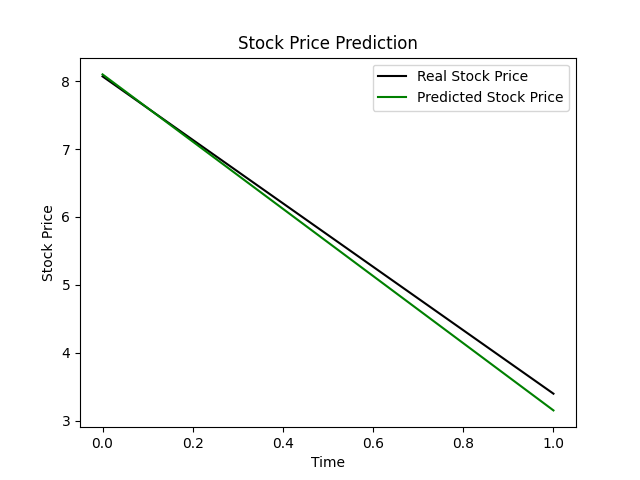 Stock Price Prediction
Real Stock Price
Predicted Stock Price
Stock Price
8
7
6
5
4
3
0.0 0.2 0.4 0.6 0.8 1.0
Time